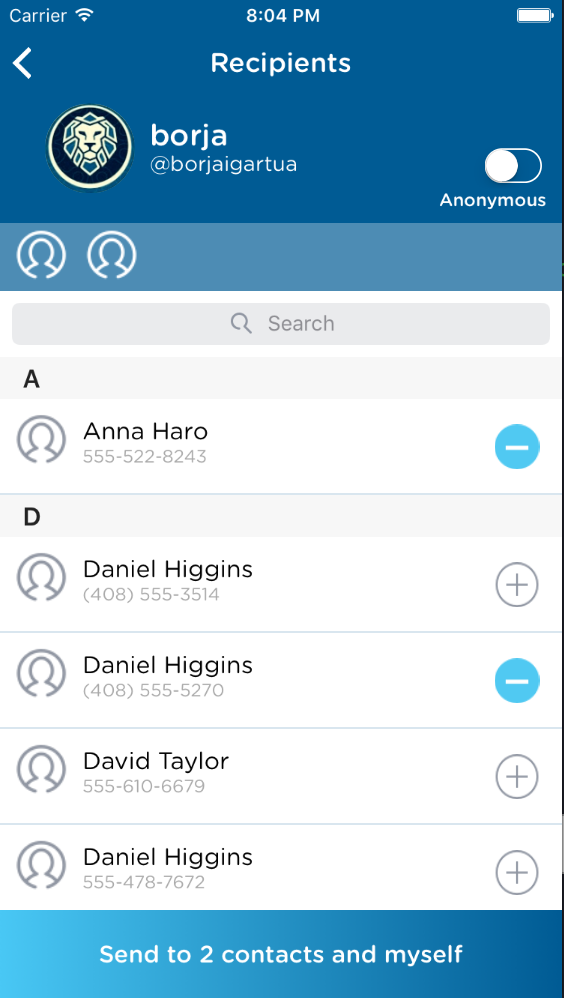 Carrier 8:04 PM
Recipients
borja
@borjaigartua
Anonymous
Search
A
Anna Haro
555-522-8243
D
Daniel Higgins
(408) 555-3514
Daniel Higgins
(408) 555-5270
David Taylor
555-610-6679
Daniel Higgins
555-478-7672
Send to 2 contacts and myself